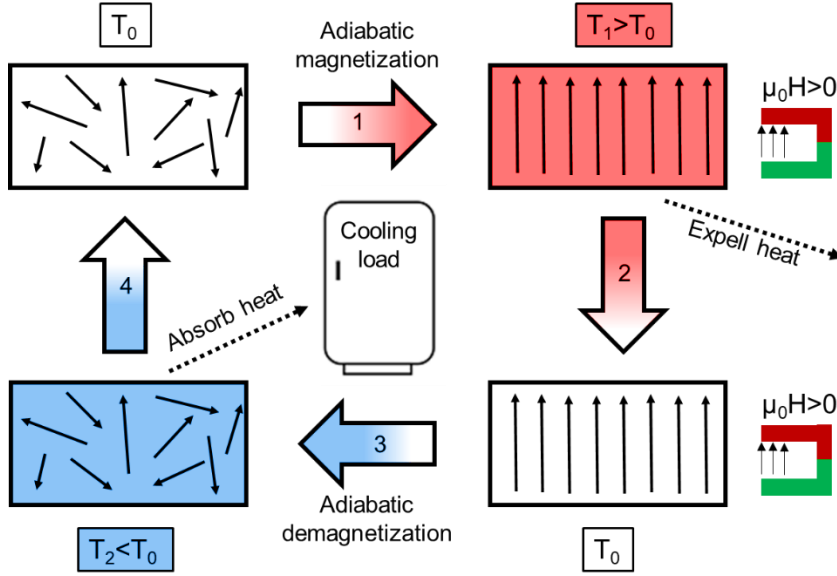 T₀
Adiabatic
magnetization
T₁>T₀
1
μ₀H>0
Cooling
load
Expell heat
4
2
Absorb heat
3
μ₀H>0
Adiabatic
demagnetization
T₂<T₀
T₀